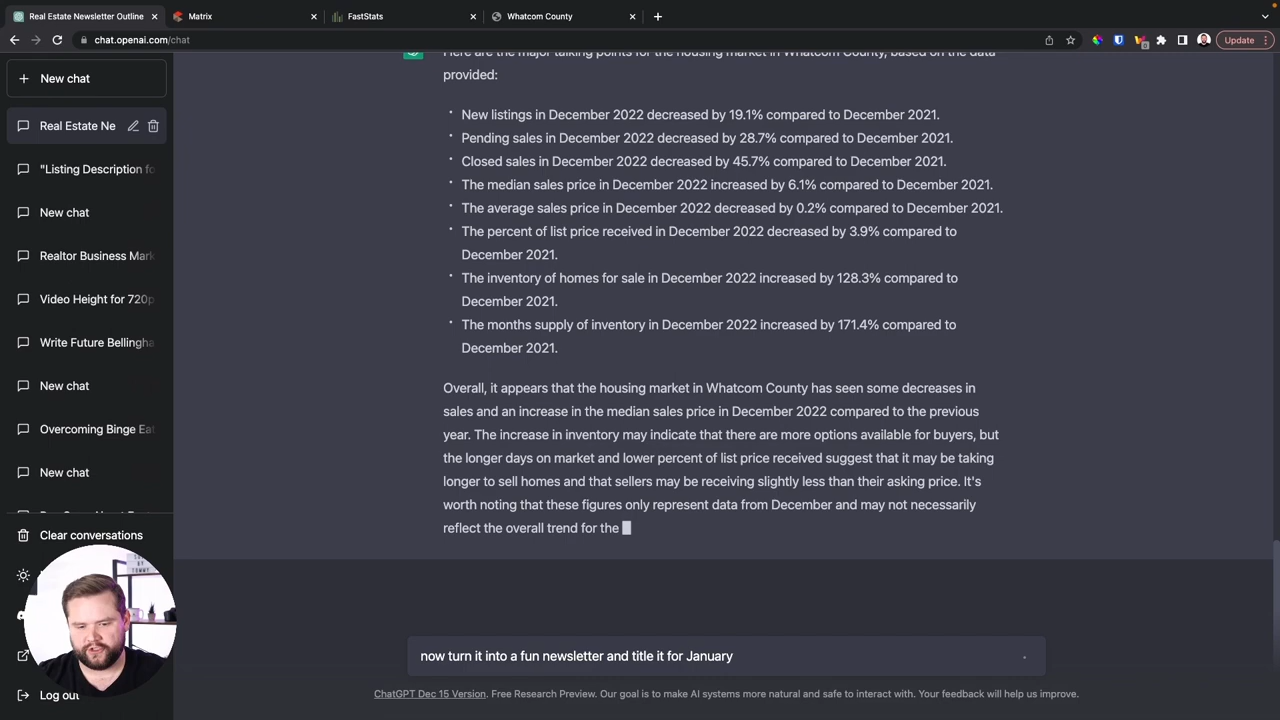 Real Estate Newsletter Outline
Matrix
FastStats
Whatcom County
chat.openai.com/chat
Update
New chat
Real Estate Ne
"Listing Description fo
New chat
Realtor Business Mark
Video Height for 720p
Write Future Bellingha
New chat
Overcoming Binge Eat
New chat
Clear conversations
Log out
Here are the major talking points for the housing market in Whatcom County, based on the data
provided:
New listings in December 2022 decreased by 19.1% compared to December 2021.
Pending sales in December 2022 decreased by 28.7% compared to December 2021.
Closed sales in December 2022 decreased by 45.7% compared to December 2021.
The median sales price in December 2022 increased by 6.1% compared to December 2021.
The average sales price in December 2022 decreased by 0.2% compared to December 2021.
The percent of list price received in December 2022 decreased by 3.9% compared to
December 2021.
The inventory of homes for sale in December 2022 increased by 128.3% compared to
December 2021.
The months supply of inventory in December 2022 increased by 171.4% compared to
December 2021.
Overall, it appears that the housing market in Whatcom County has seen some decreases in
sales and an increase in the median sales price in December 2022 compared to the previous
year. The increase in inventory may indicate that there are more options available for buyers, but
the longer days on market and lower percent of list price received suggest that it may be taking
longer to sell homes and that sellers may be receiving slightly less than their asking price. It's
worth noting that these figures only represent data from December and may not necessarily
reflect the overall trend for the
now turn it into a fun newsletter and title it for January
ChatGPT Dec 15 Version. Free Research Preview. Our goal is to make AI systems more natural and safe to interact with. Your feedback will help us improve.